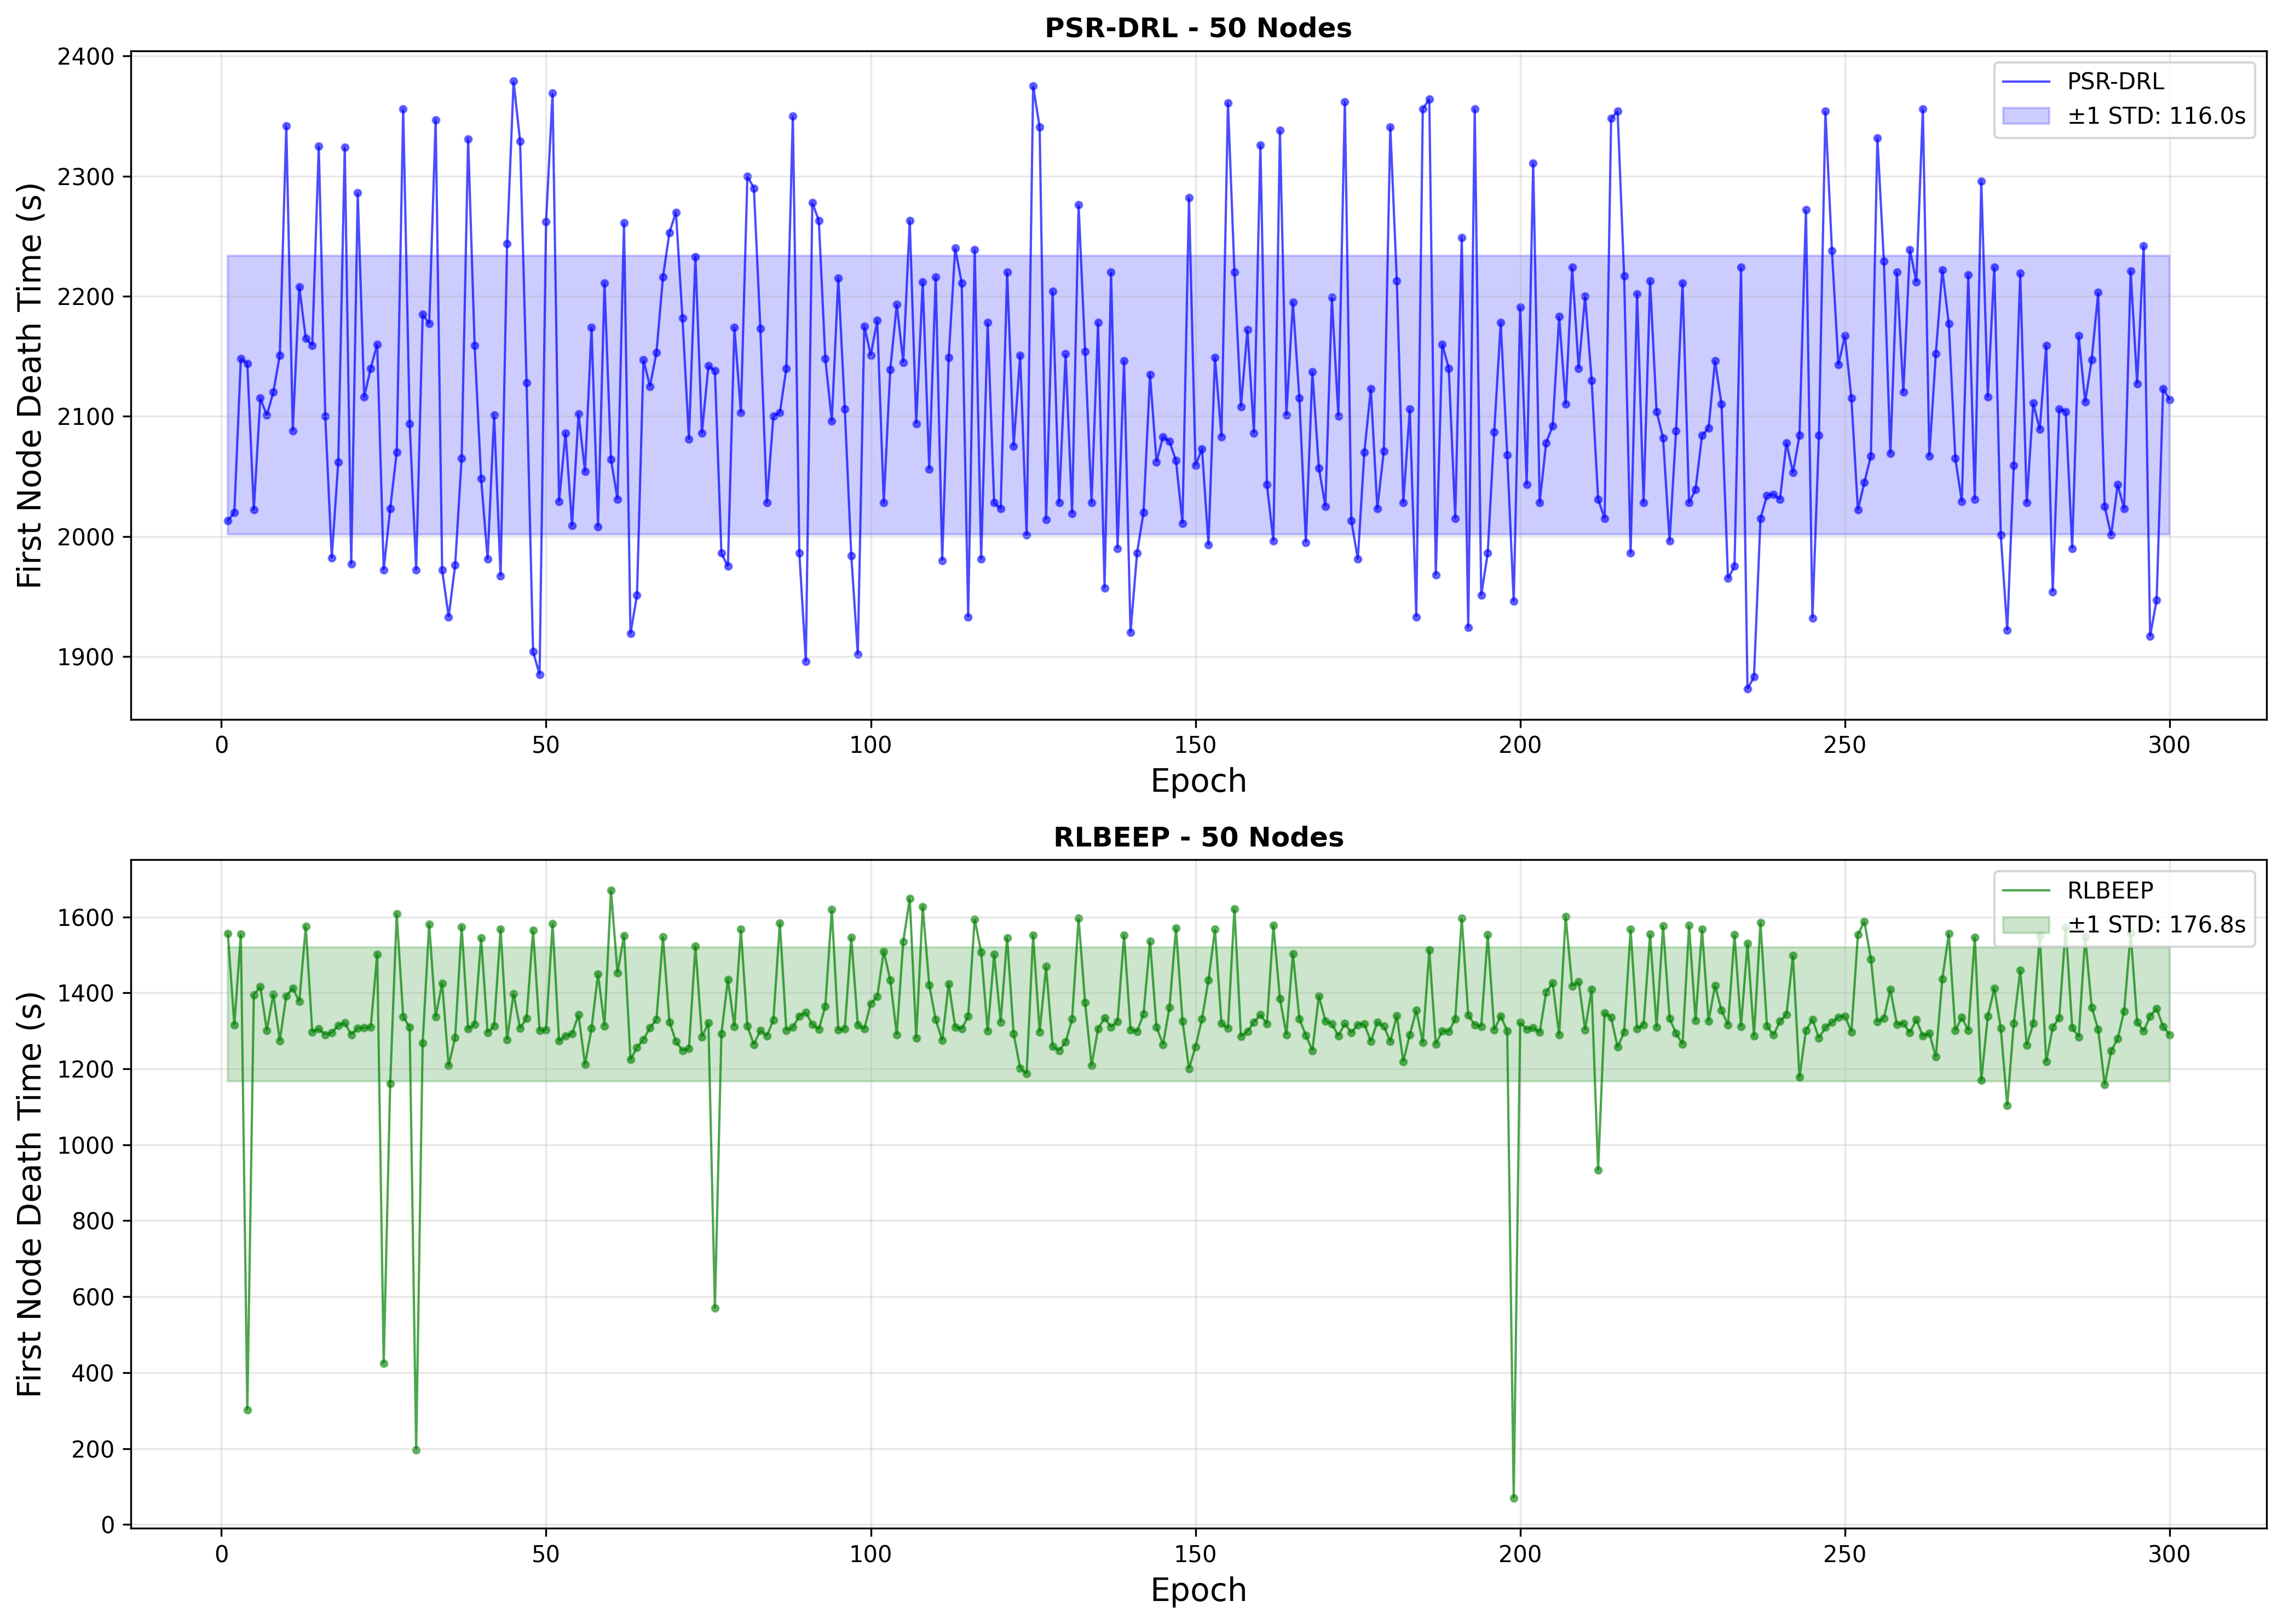 PSR-DRL - 50 Nodes
2400
2300
2200
2100
2000
1900
First Node Death Time (s)
PSR-DRL
±1 STD: 116.0s
0 50 100 150 200 250 300
Epoch
RLBEEP - 50 Nodes
1600
1400
1200
1000
800
600
400
200
0
First Node Death Time (s)
RLBEEP
±1 STD: 176.8s
0 50 100 150 200 250 300
Epoch